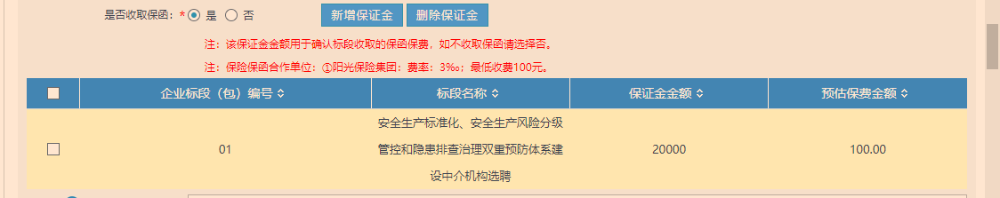 是否收取保函：*是 否 新增保证金 删除保证金
注：该保证金金额用于确认标段收取的保函保费，如不收取保函请选择否。
注：保险保函合作单位：①阳光保险集团：费率：3‰；最低收费100元。
企业标段（包）编号 标段名称 保证金金额 预估保费金额
安全生产标准化、安全生产风险分级
01 管控和隐患排查治理双重预防体系建 20000 100.00
设中介机构选聘